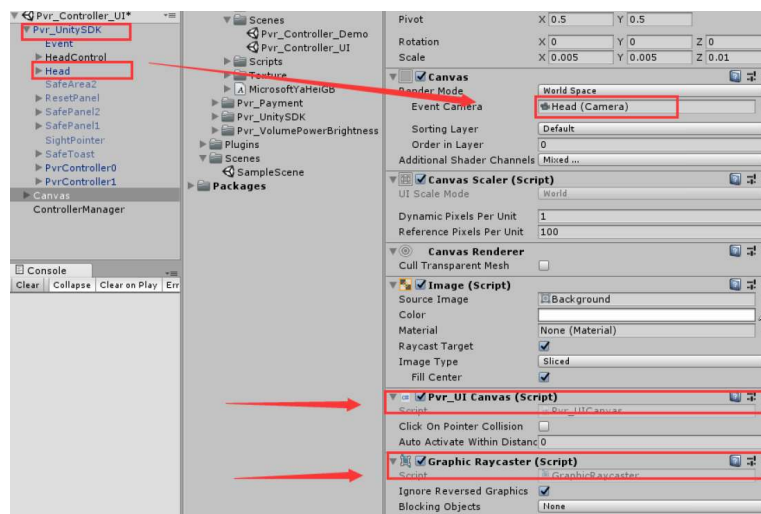 Pvr_Controller_UI*
Pvr_UnitySDK
Event
HeadControl
Head
SafeArea2
ResetPanel
SafePanel2
SafePanel1
SightPointer
SafeToast
PvrController0
PvrController1
Canvas
ControllerManager
Console
Clear Collapse Clear on Play Err
Scenes
Pvr_Controller_Demo
Pvr_Controller_UI
Scripts
Texture
MicrosoftYaHeiGB
Pvr_Payment
Pvr_UnitySDK
Pvr_VolumePowerBrightness
Plugins
Scenes
SampleScene
Packages
Pivot X 0.5 Y 0.5
Rotation X 0 Y 0 Z 0
Scale X 0.005 Y 0.005 Z 0.01
Canvas
Render Mode World Space
Event Camera Head (Camera)
Sorting Layer Default
Order in Layer 0
Additional Shader Channels Mixed ...
Canvas Scaler (Script)
UI Scale Mode World
Dynamic Pixels Per Unit 1
Reference Pixels Per Unit 100
Canvas Renderer
Cull Transparent Mesh
Image (Script)
Source Image Background
Color
Material None (Material)
Raycast Target
Image Type Sliced
Fill Center
Pvr_UI Canvas (Script)
Script Pvr_UICanvas
Click On Pointer Collision
Auto Activate Within Distanc 0
Graphic Raycaster (Script)
Script GraphicRaycaster
Ignore Reversed Graphics
Blocking Objects None